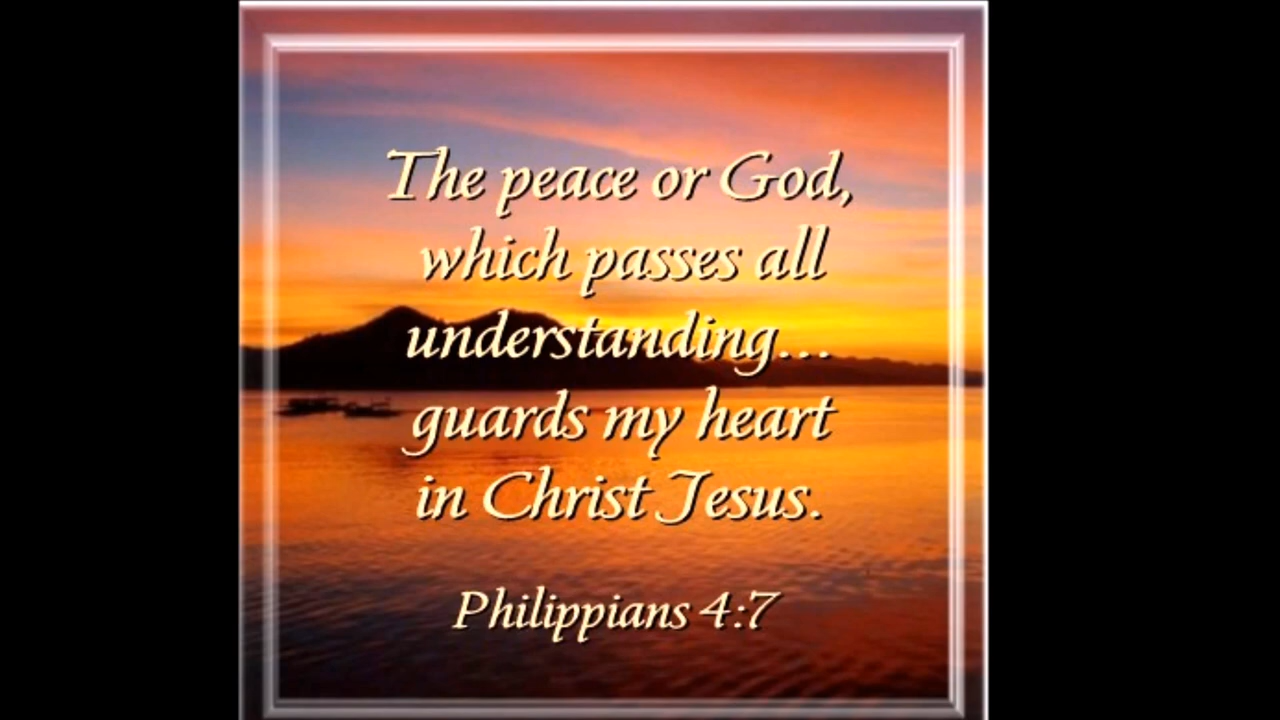 The peace or God,
which passes all
understanding...
guards my heart
in Christ Jesus.
Philippians 4:7